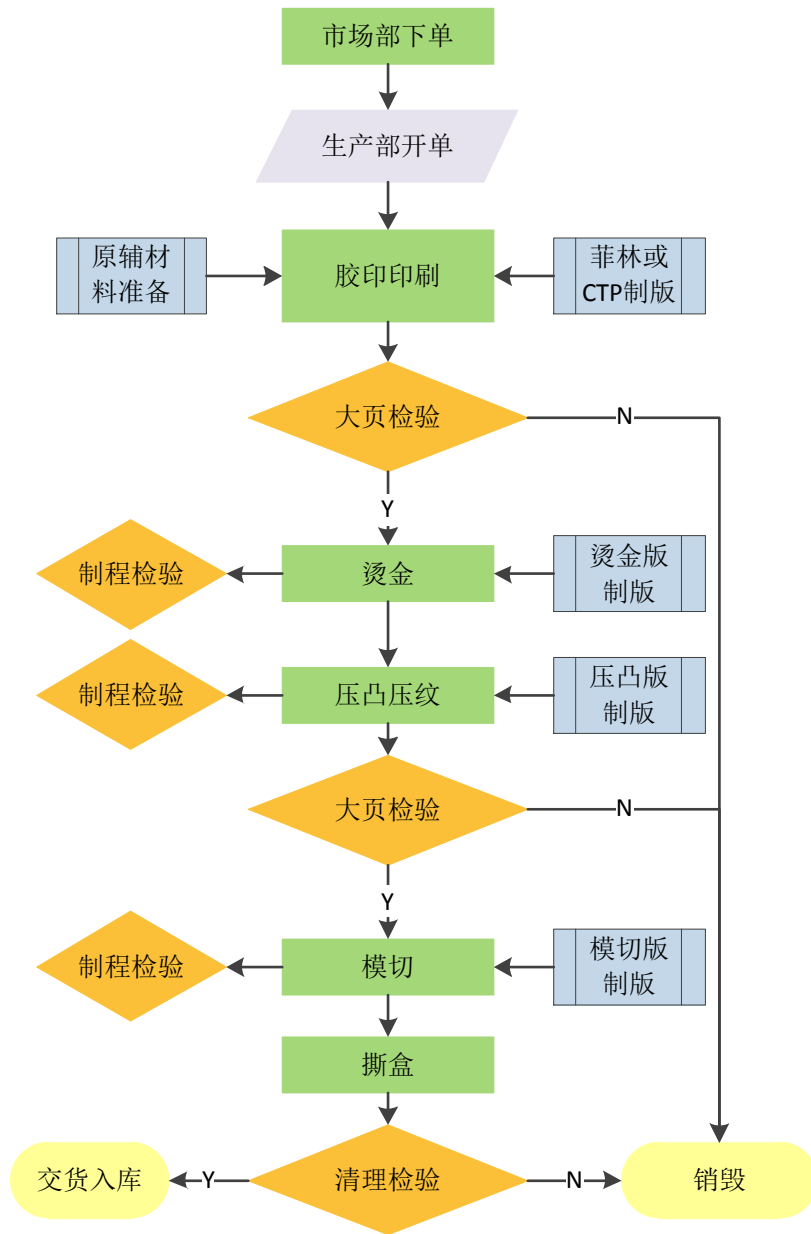 市场部下单
生产部开单
原辅材
料准备
胶印印刷
菲林或
CTP制版
大页检验
N
Y
制程检验
烫金
烫金版
制版
制程检验
压凸压纹
压凸版
制版
大页检验
N
Y
制程检验
模切
模切版
制版
撕盒
交货入库
Y
清理检验
N
销毁